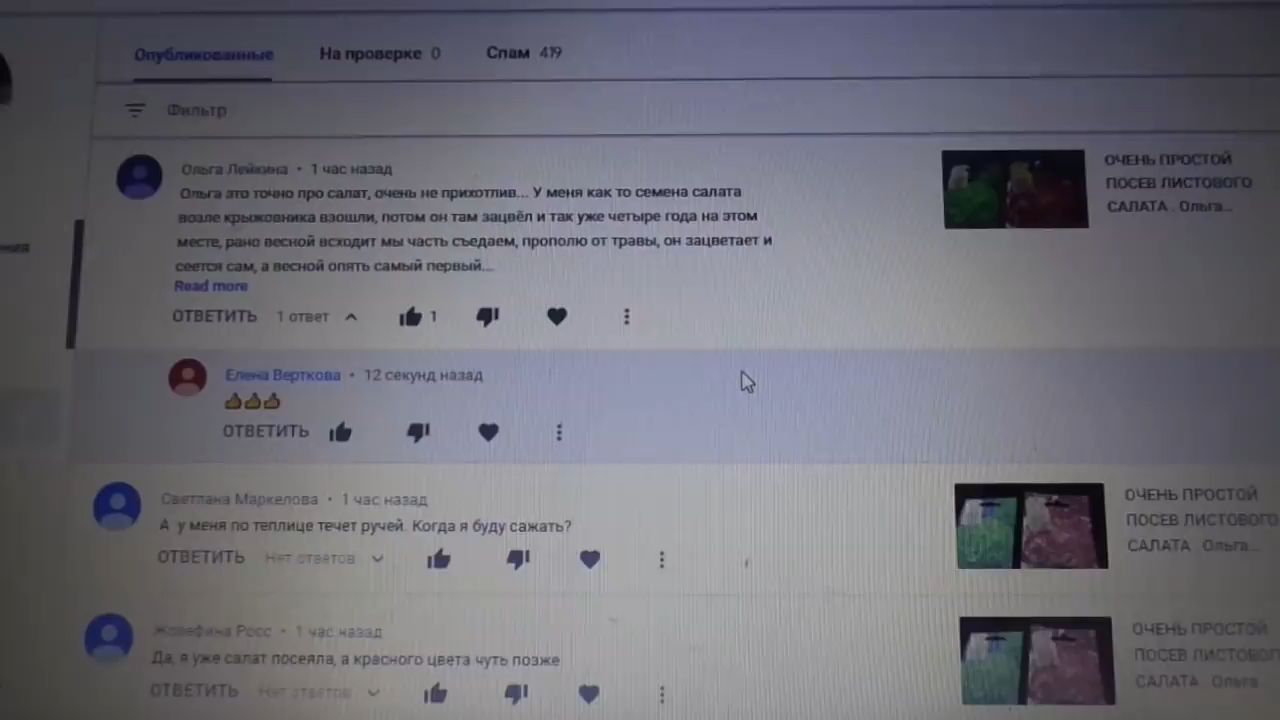 Опубликованные
На проверке 0
Спам 419
Фильтр
Ольга Лейкина • 1 час назад
Ольга это точно про салат, очень не прихотлив... У меня как то семена салата
возле крыжовника взошли, потом он там зацвёл и так уже четыре года на этом
месте, рано весной всходит мы часть съедаем, прополю от травы, он зацветает и
сеется сам, а весной опять самый первый...
Read more
ОТВЕТИТЬ 1 ответ 1
ОЧЕНЬ ПРОСТОЙ
ПОСЕВ ЛИСТОВОГО
САЛАТА . Ольга...
Елена Верткова • 12 секунд назад
👍👍👍
ОТВЕТИТЬ
Светлана Маркелова • 1 час назад
А у меня по теплице течет ручей. Когда я буду сажать?
ОТВЕТИТЬ Нет ответов
ОЧЕНЬ ПРОСТОЙ
ПОСЕВ ЛИСТОВОГО
САЛАТА . Ольга...
Жозефина Росс • 1 час назад
Да, я уже салат посеяла, а красного цвета чуть позже
ОТВЕТИТЬ Нет ответов
ОЧЕНЬ ПРОСТОЙ
ПОСЕВ ЛИСТОВОГО
САЛАТА . Ольга...